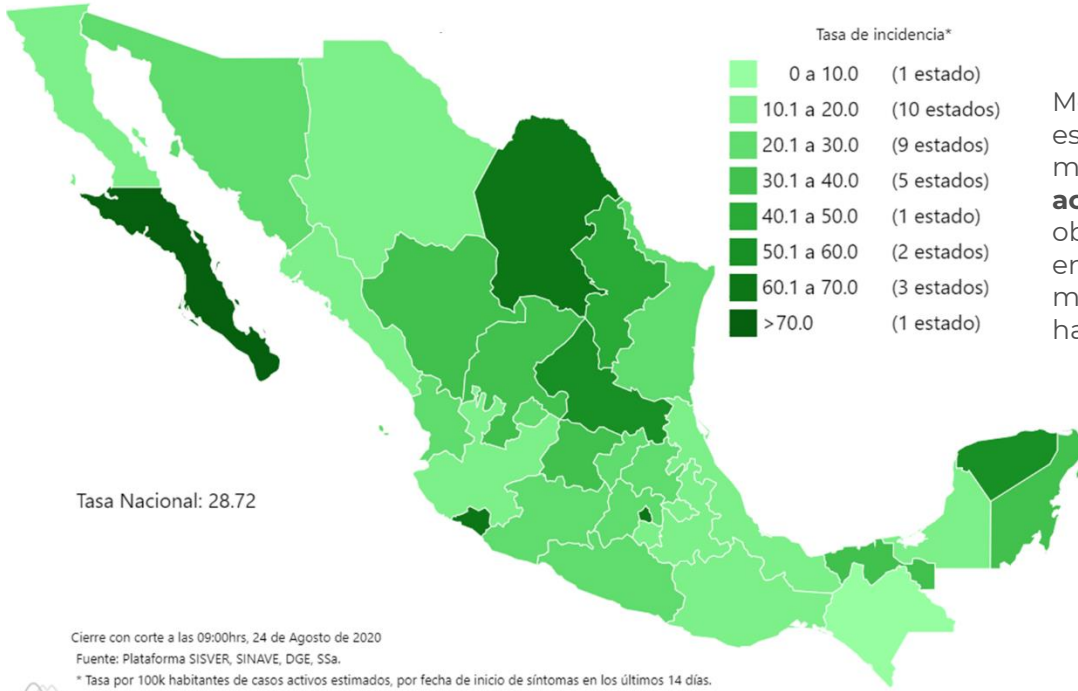 Tasa de incidencia*
0 a 10.0 (1 estado)
10.1 a 20.0 (10 estados)
20.1 a 30.0 (9 estados)
30.1 a 40.0 (5 estados)
40.1 a 50.0 (1 estado)
50.1 a 60.0 (2 estados)
60.1 a 70.0 (3 estados)
>70.0 (1 estado)
Tasa Nacional: 28.72
Cierre con corte a las 09:00hrs, 24 de Agosto de 2020
Fuente: Plataforma SISVER, SINAVE, DGE, SSa.
* Tasa por 100k habitantes de casos activos estimados, por fecha de inicio de síntomas en los últimos 14 días.